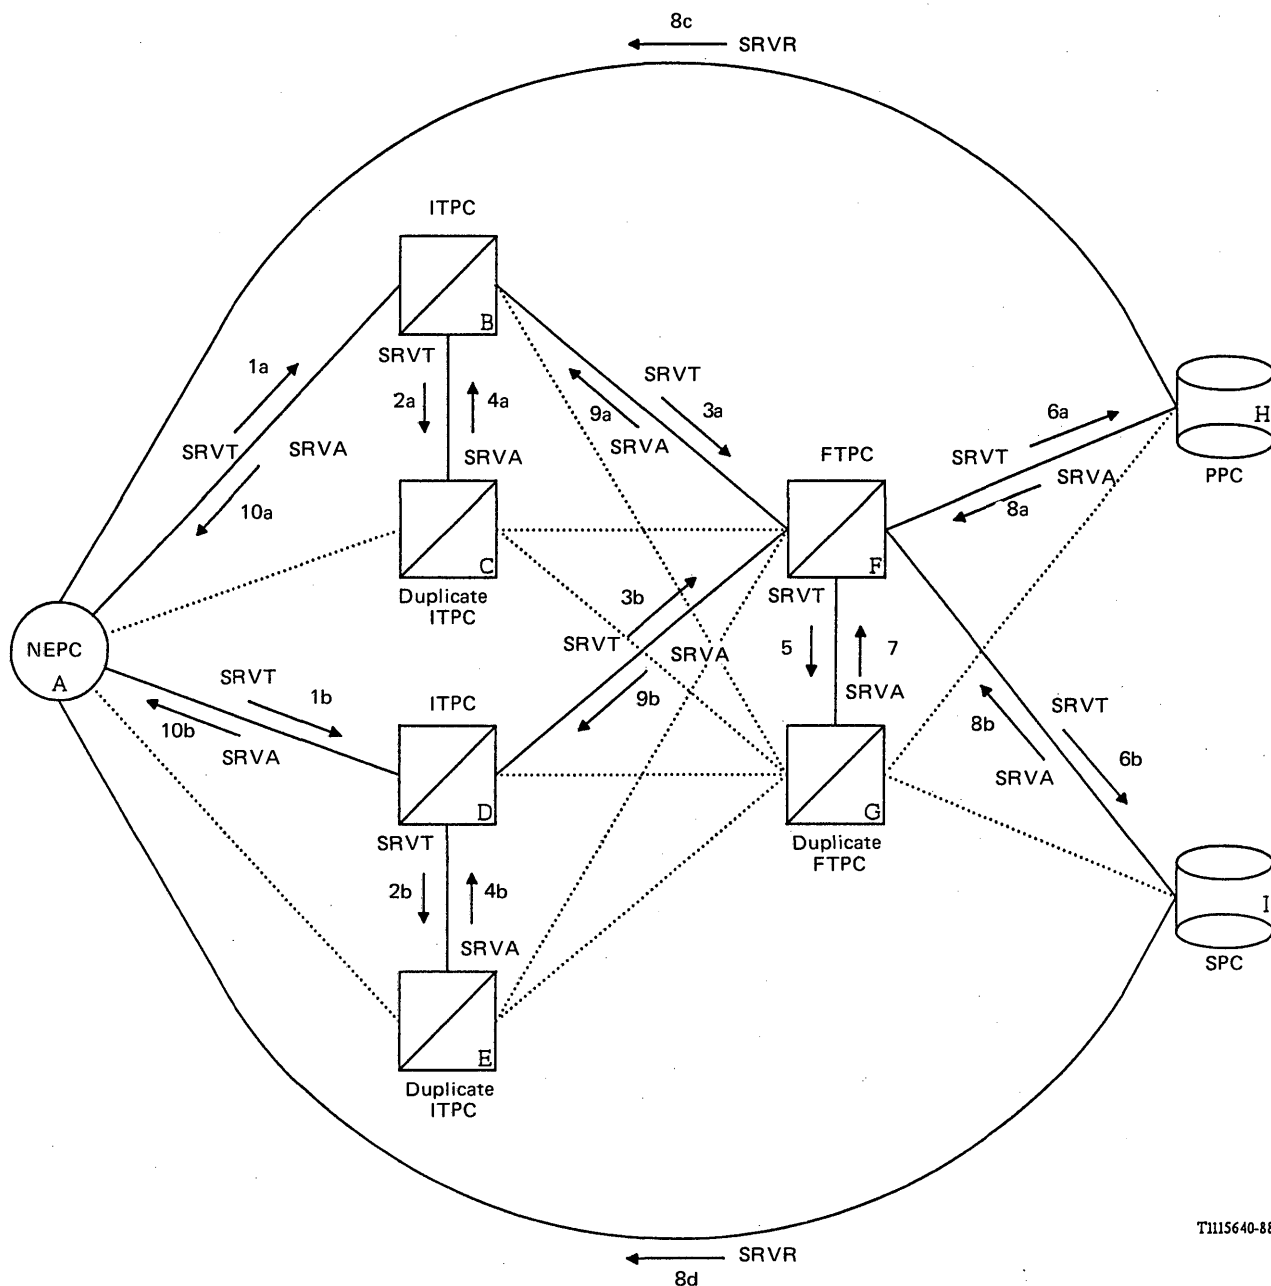 8c
SRVR
ITPC
B
SRVT
1a
2a
4a
SRVT
3a
9a
SRVA
SRVT
SRVA
10a
SRVA
6a
H
SRVT
SRVA
8a
PPC
FTPC
C
Duplicate
ITPC
F
SRVT
3b
SRVT
SRVA
9b
5
7
SRVA
NEPC
A
SRVT
1b
10b
SRVA
ITPC
D
SRVT
2b
4b
SRVA
G
Duplicate
FTPC
SRVT
8b
6b
SRVA
I
SPC
E
Duplicate
ITPC
T1115640-88
SRVR
8d